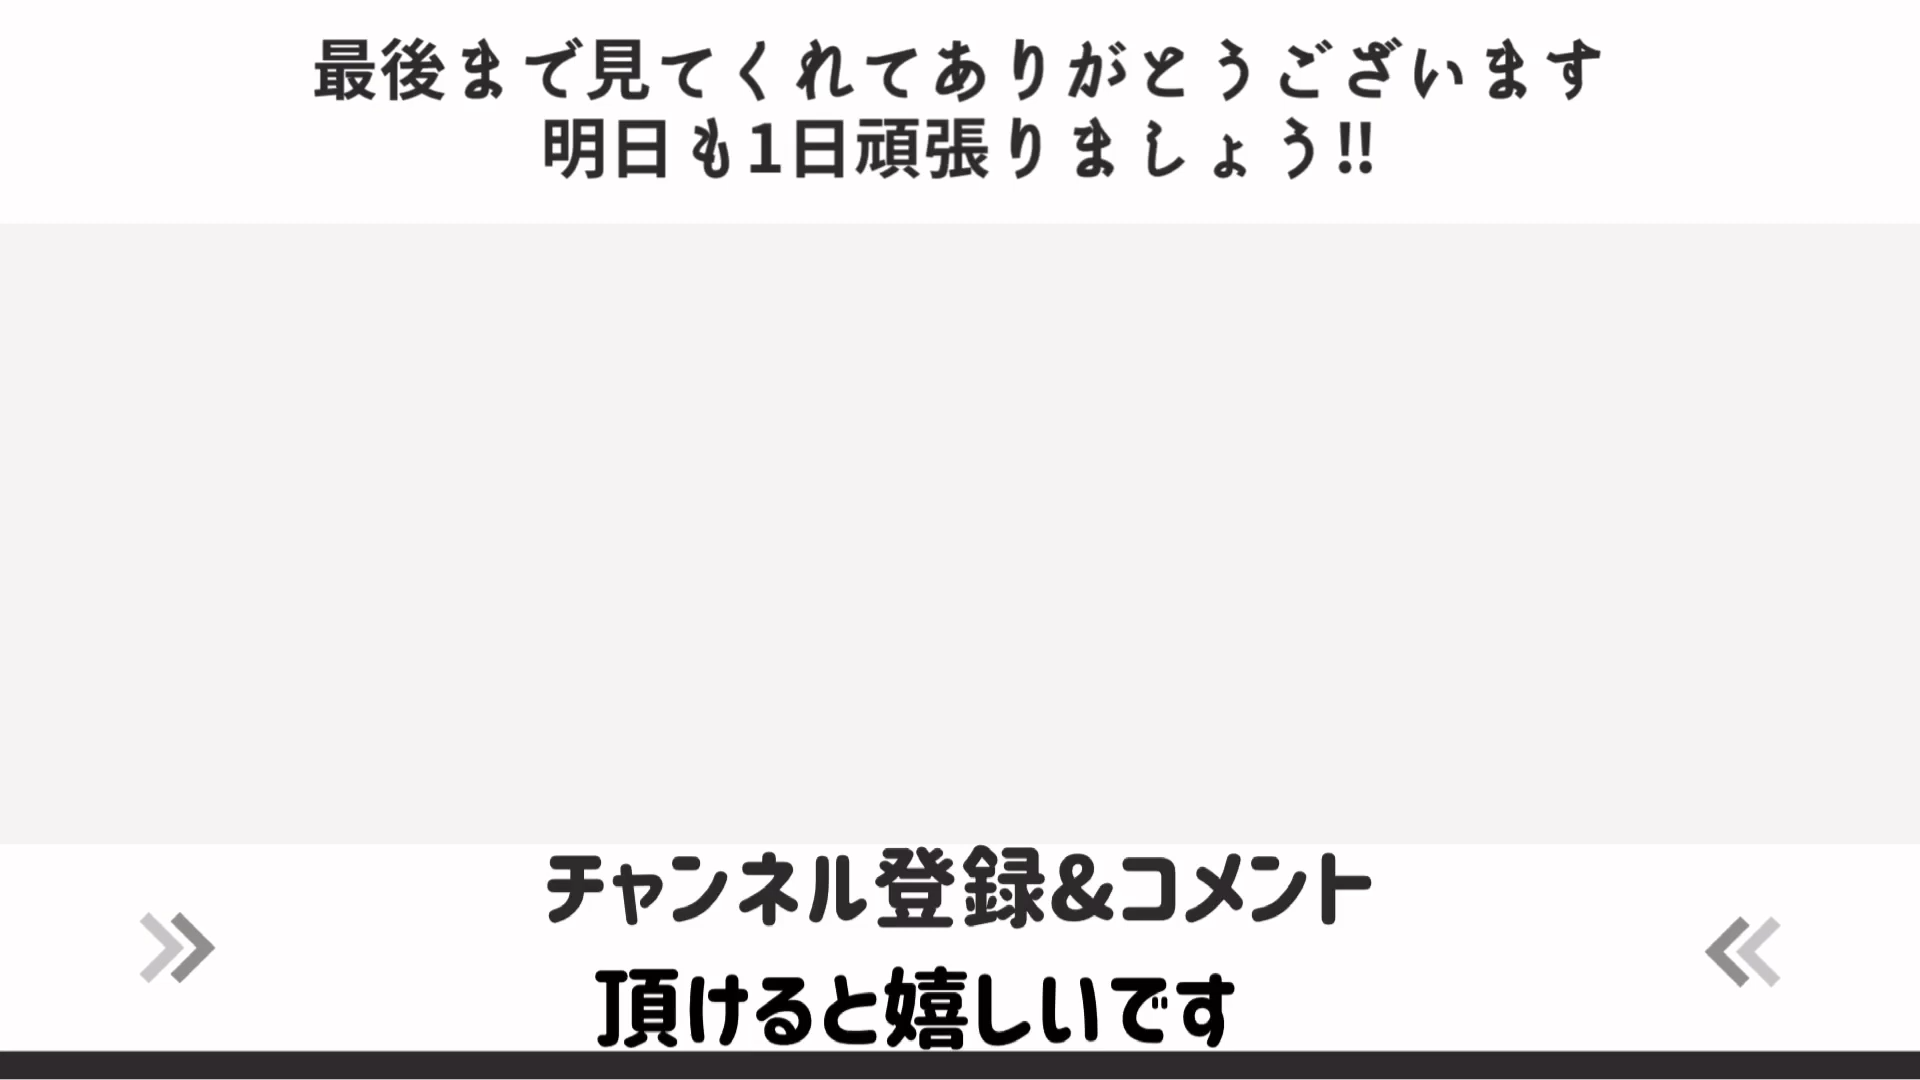 最後まで見てくれてありがとうございます
明日も1日頑張りましょう!!
チャンネル登録&コメント
頂けると嬉しいです